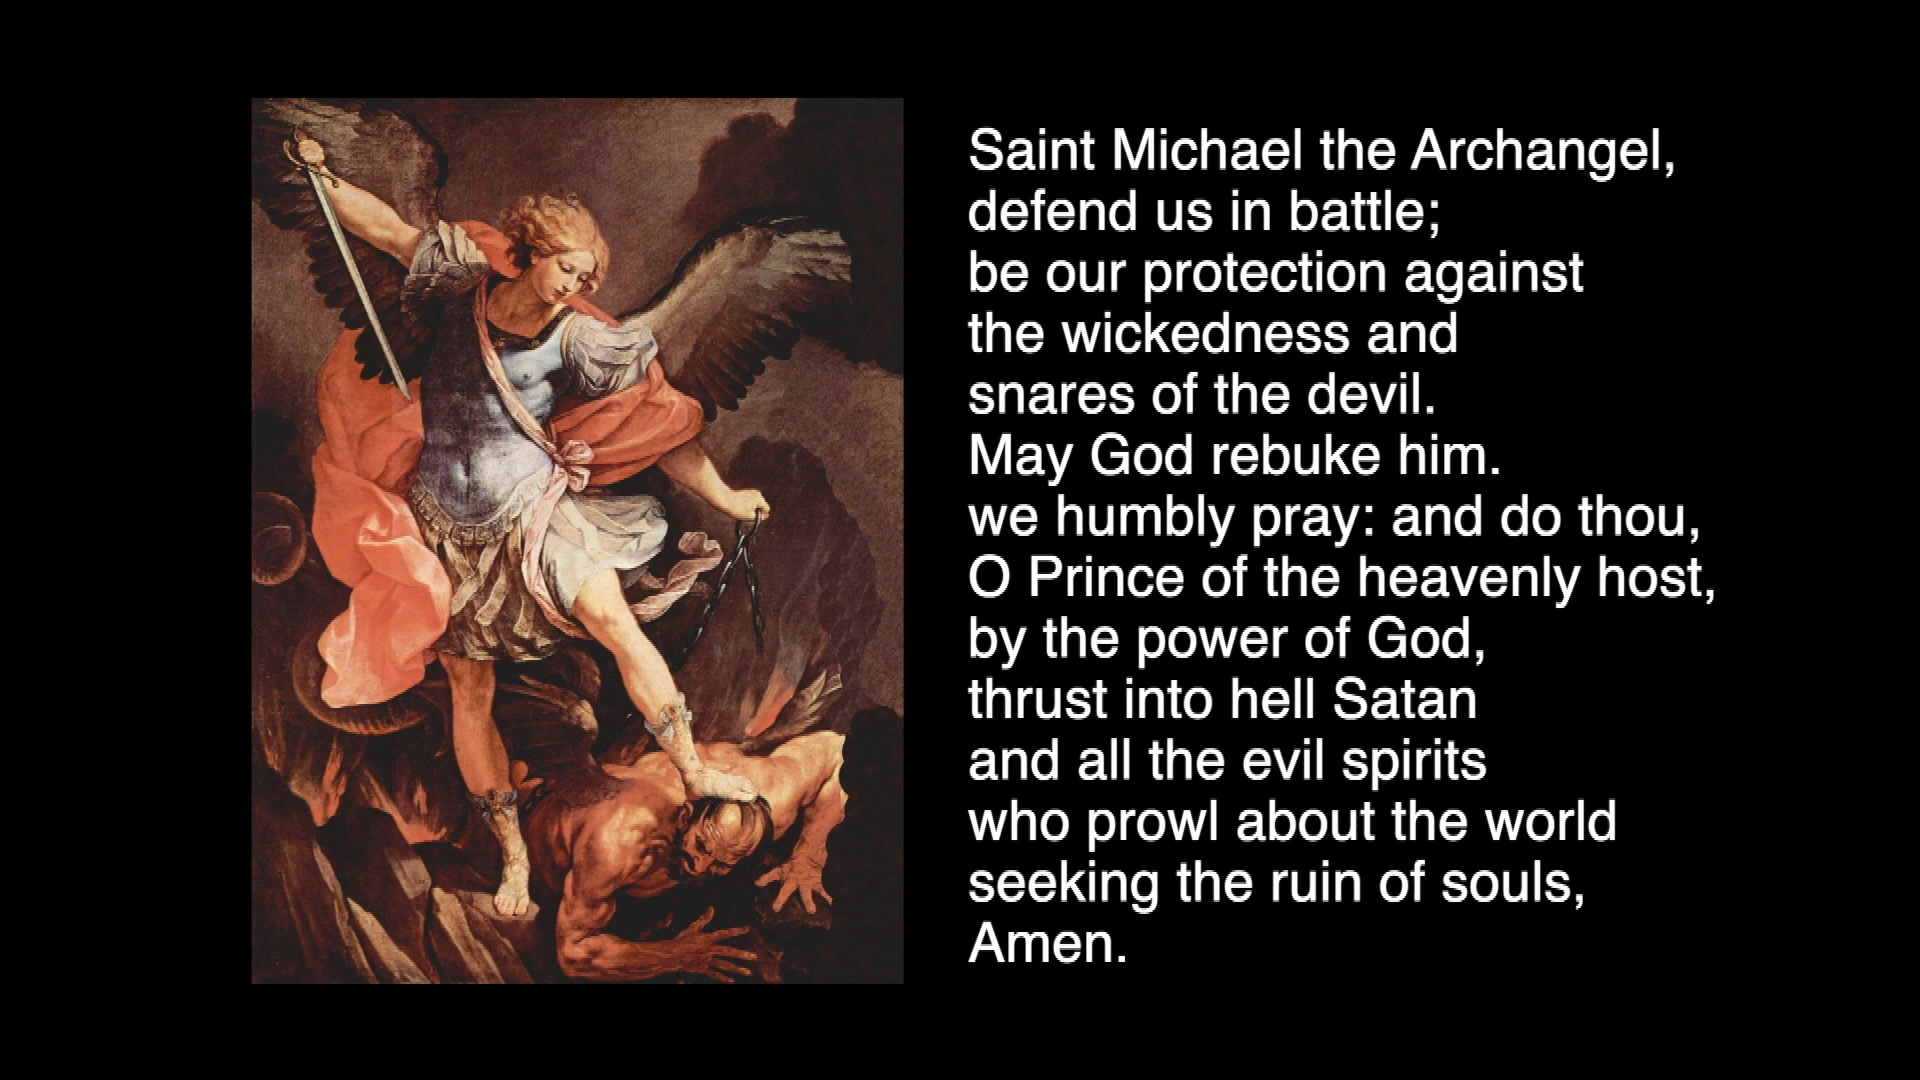 Saint Michael the Archangel,
defend us in battle;
be our protection against
the wickedness and
snares of the devil.
May God rebuke him.
we humbly pray: and do thou,
O Prince of the heavenly host,
by the power of God,
thrust into hell Satan
and all the evil spirits
who prowl about the world
seeking the ruin of souls,
Amen.